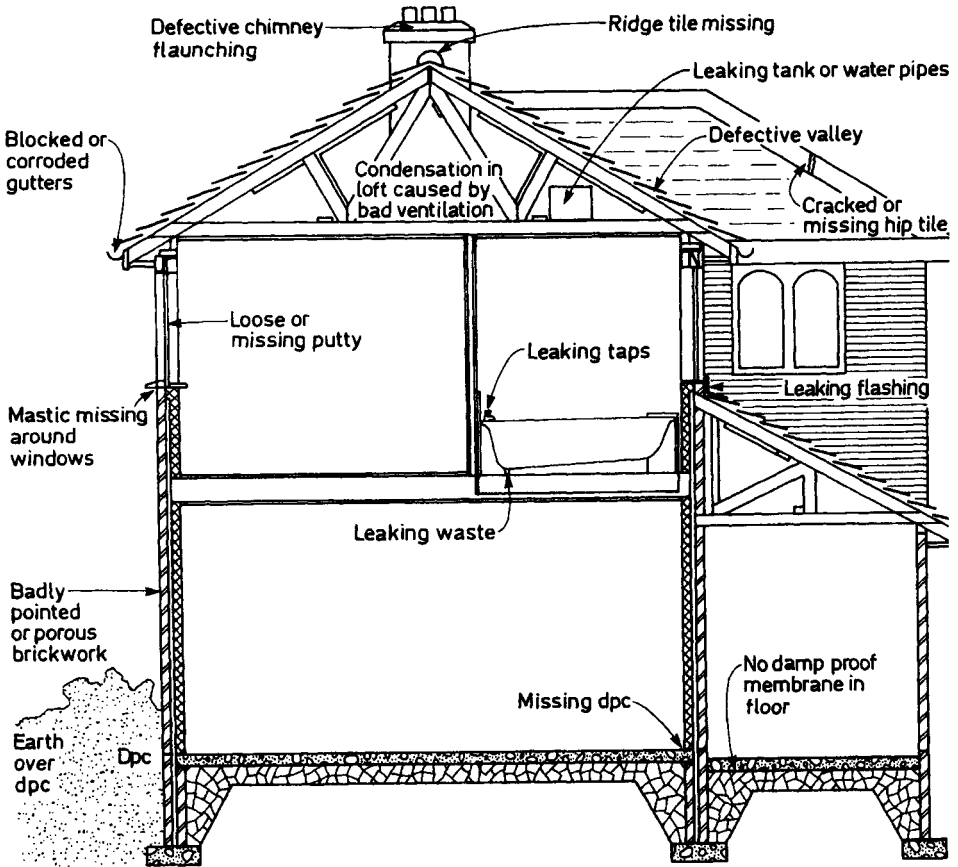 Defective chimney
flaunching
Ridge tile missing
Leaking tank or water pipes
Blocked or
corroded
gutters
Defective valley
Condensation in
loft caused by
bad ventilation
Cracked or
missing hip tile
Loose or
missing putty
Leaking taps
Leaking flashing
Mastic missing
around
windows
Leaking waste
Badly
pointed
or porous
brickwork
No damp proof
membrane in
floor
Missing dpc
Earth
over
dpc
Dpc